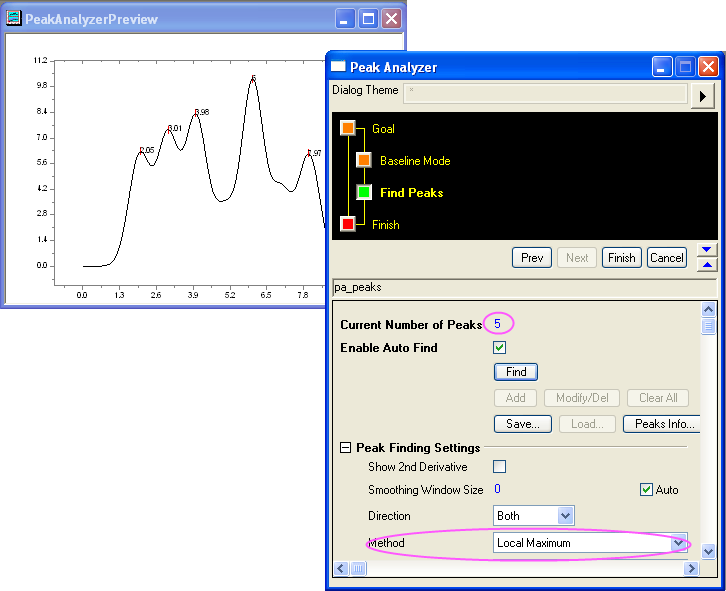 PeakAnalyzerPreview
11.2
9.8
8.4
7.0
5.6
4.2
2.8
1.4
0.0
0.0 1.3 2.6 3.9 5.2 6.5 7.8
2.05
3.01
3.98
6
7.97
Peak Analyzer
Dialog Theme *
Goal
Baseline Mode
Find Peaks
Finish
Prev Next Finish Cancel
pa_peaks
Current Number of Peaks 5
Enable Auto Find
Find
Add Modify/Del Clear All
Save... Load... Peaks Info...
Peak Finding Settings
Show 2nd Derivative
Smoothing Window Size 0 Auto
Direction Both
Method Local Maximum